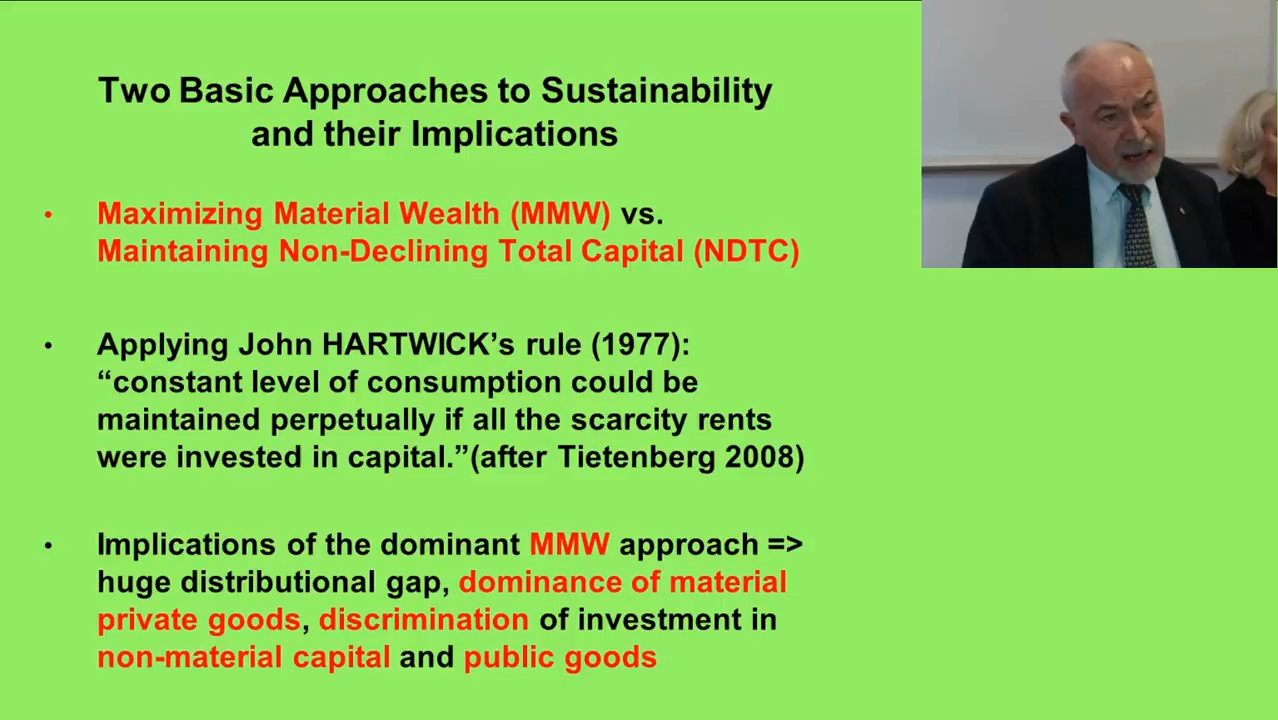 Two Basic Approaches to Sustainability
and their Implications
• Maximizing Material Wealth (MMW) vs.
Maintaining Non-Declining Total Capital (NDTC)
• Applying John HARTWICK’s rule (1977):
“constant level of consumption could be
maintained perpetually if all the scarcity rents
were invested in capital.”(after Tietenberg 2008)
• Implications of the dominant MMW approach =>
huge distributional gap, dominance of material
private goods, discrimination of investment in
non-material capital and public goods